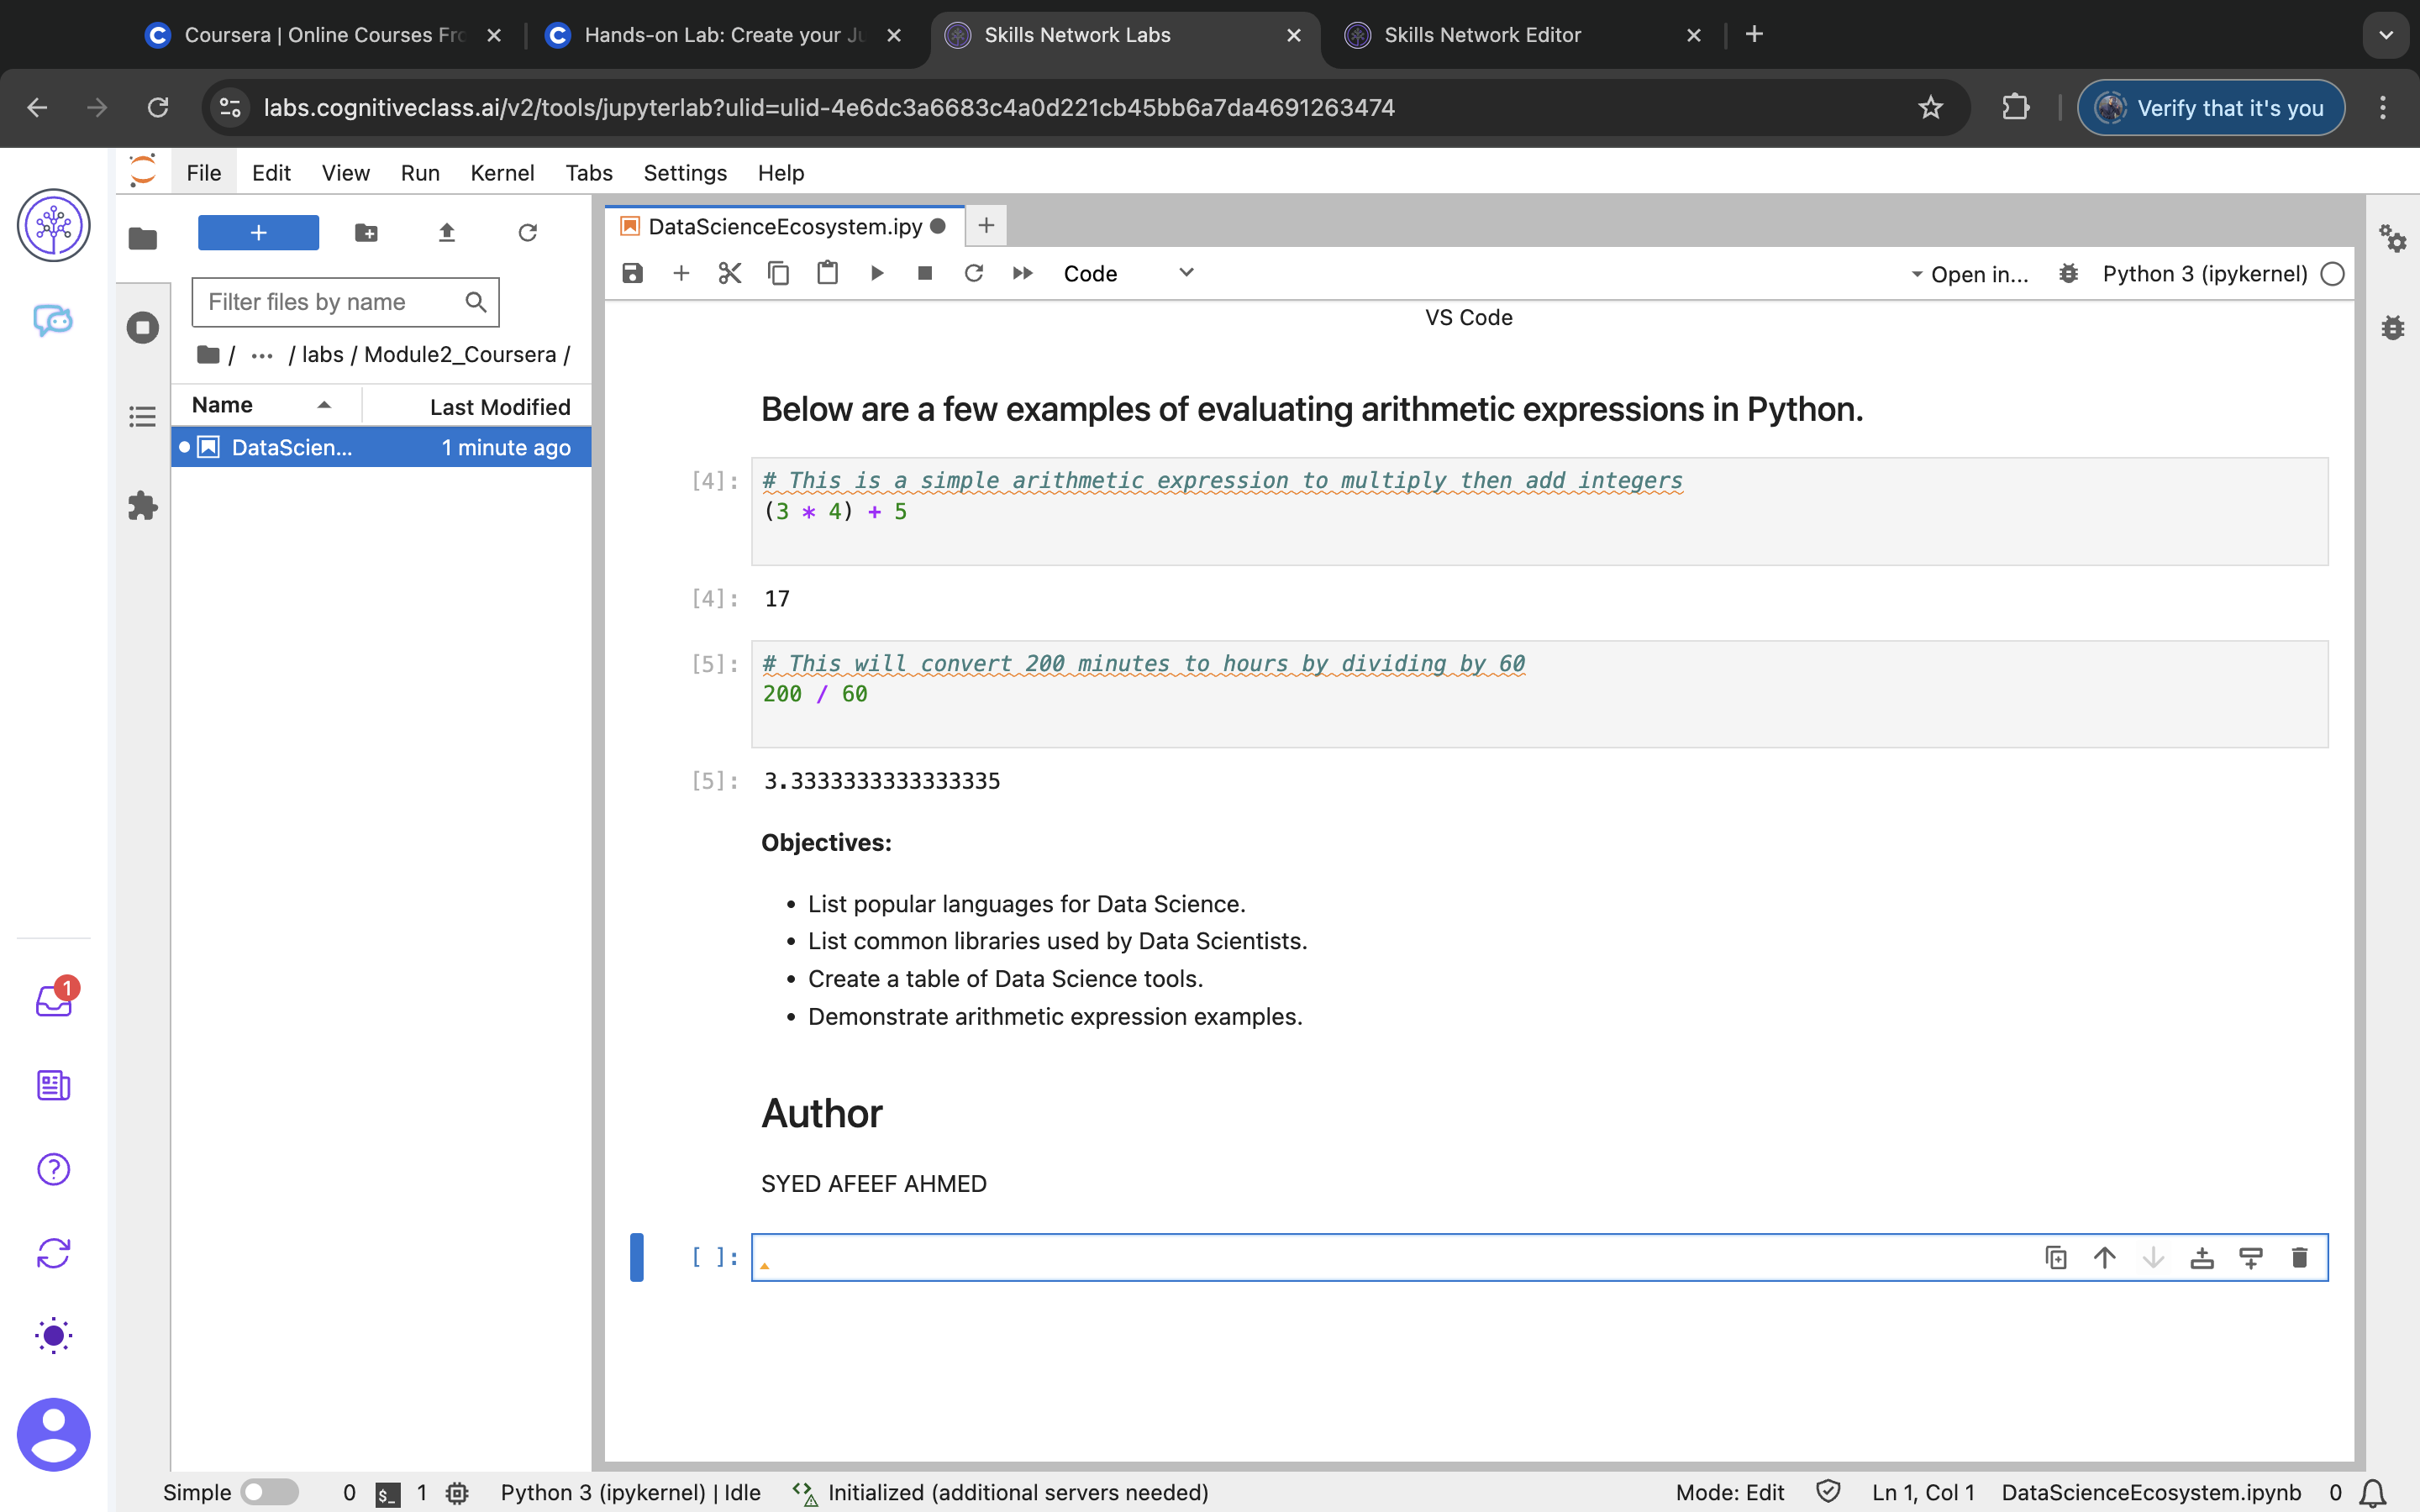 Coursera | Online Courses Fro
Hands-on Lab: Create your Ju
Skills Network Labs
Skills Network Editor
labs.cognitiveclass.ai/v2/tools/jupyterlab?ulid=ulid-4e6dc3a6683c4a0d221cb45bb6a7da4691263474
Verify that it's you
File Edit View Run Kernel Tabs Settings Help
DataScienceEcosystem.ipy
Filter files by name
/ ... / labs / Module2_Coursera /
Name Last Modified
DataScien... 1 minute ago
Code
Open in...
Python 3 (ipykernel)
VS Code
Below are a few examples of evaluating arithmetic expressions in Python.
[4]: # This is a simple arithmetic expression to multiply then add integers
(3 * 4) + 5
[4]: 17
[5]: # This will convert 200 minutes to hours by dividing by 60
200 / 60
[5]: 3.3333333333333335
Objectives:
• List popular languages for Data Science.
• List common libraries used by Data Scientists.
• Create a table of Data Science tools.
• Demonstrate arithmetic expression examples.
Author
SYED AFEEF AHMED
[ ]:
1
Simple 0 $_ 1 Python 3 (ipykernel) | Idle Initialized (additional servers needed) Mode: Edit Ln 1, Col 1 DataScienceEcosystem.ipynb 0